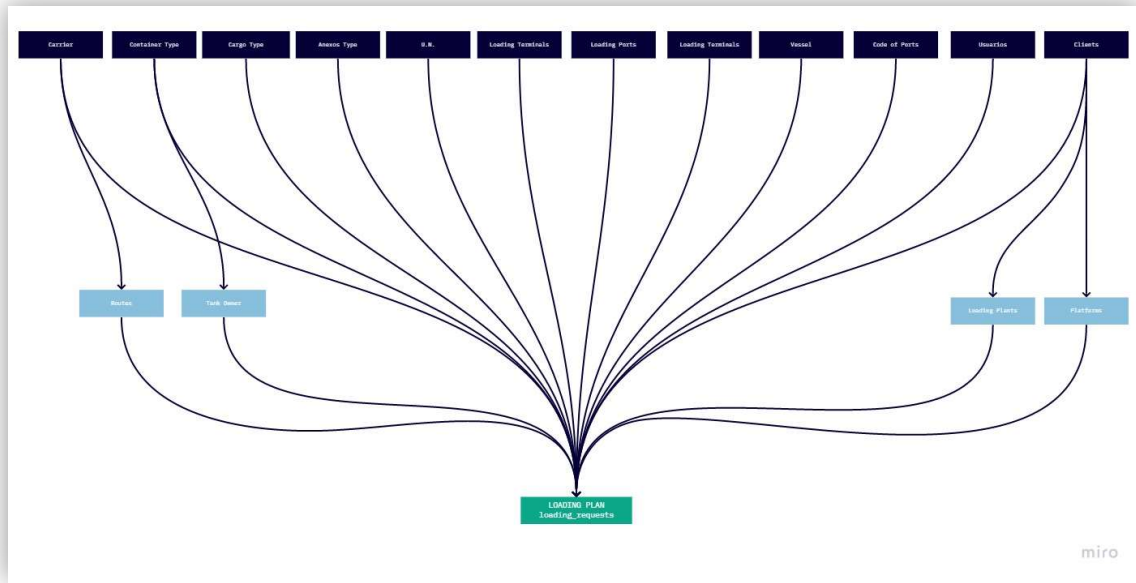 Carrier
Container Type
Cargo Type
Anexos Type
U.N.
Loading Terminals
Loading Ports
Loading Terminals
Vessel
Code of Ports
Usuarios
Clients
Routes
Tank Owner
Loading Plants
Platforms
LOADING PLAN
loading_requests
miro